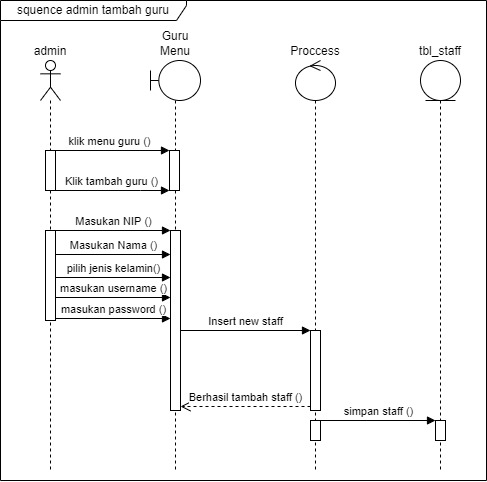 squence admin tambah guru
admin
Guru
Menu
Proccess
tbl_staff
klik menu guru ()
Klik tambah guru ()
Masukan NIP ()
Masukan Nama ()
pilih jenis kelamin()
masukan username ()
masukan password ()
Insert new staff
Berhasil tambah staff ()
simpan staff ()